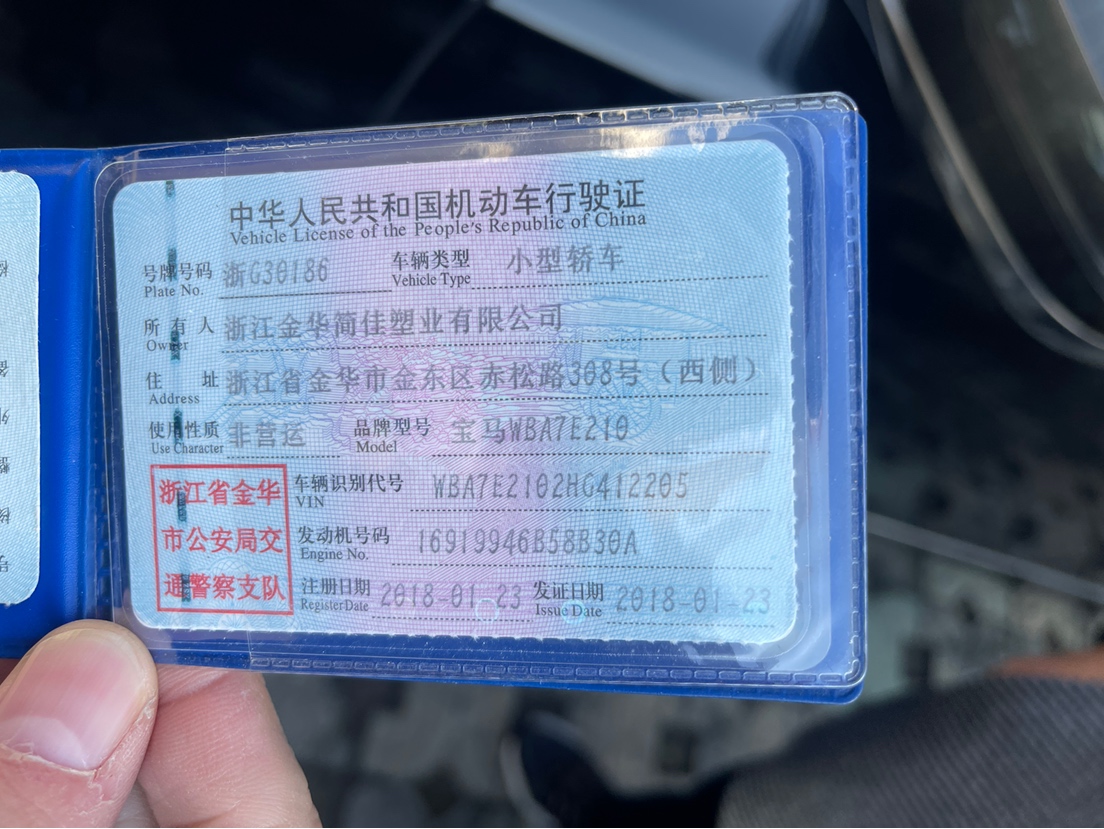 中华人民共和国机动车行驶证
Vehicle License of the People's Republic of China
号牌号码 浙G30186 车辆类型 小型轿车
Plate No. Vehicle Type
所有人 浙江金华简佳塑业有限公司
Owner
住址 浙江省金华市金东区赤松路308号（西侧）
Address
使用性质 非营运 品牌型号 宝马WBA7E210
Use Character Model
浙江省金华 车辆识别代号 WBA7E2102HG412205
VIN
市公安局交 发动机号码 16919946B58B30A
Engine No.
通警察支队 注册日期 2018-01-23 发证日期 2018-01-23
Register Date Issue Date